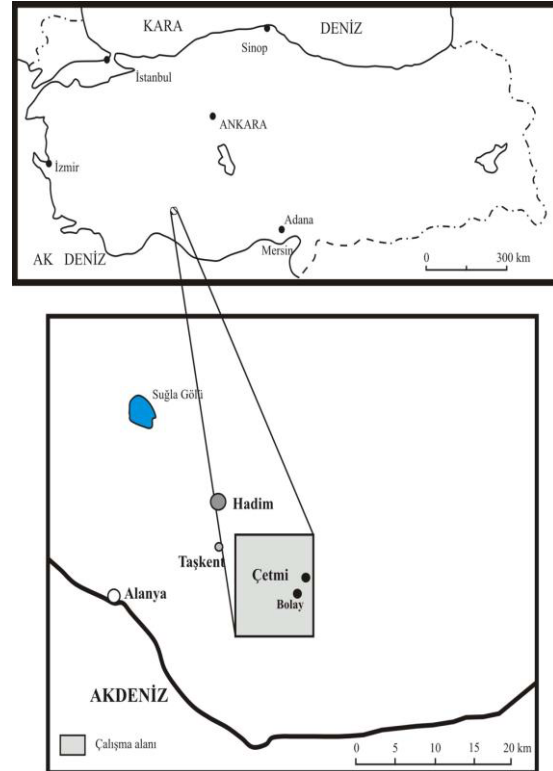 KARA DENİZ
Sinop
İstanbul
ANKARA
İzmir
Adana
Mersin
AK DENİZ
0 300 km
Suğla Gölü
Hadim
Taşkent
Çetmi
Bolay
Alanya
AKDENİZ
Çalışma alanı
0 5 10 15 20 km